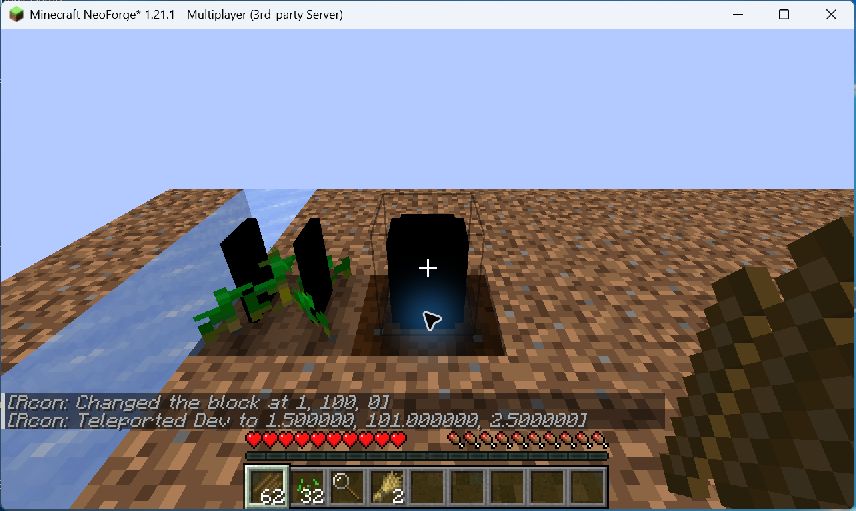 Minecraft NeoForge* 1.21.1 - Multiplayer (3rd-party Server)
[Rcon: Changed the block at 1, 100, 0]
[Rcon: Teleported Dev to 1.500000, 101.000000, 2.500000]
62 32 2